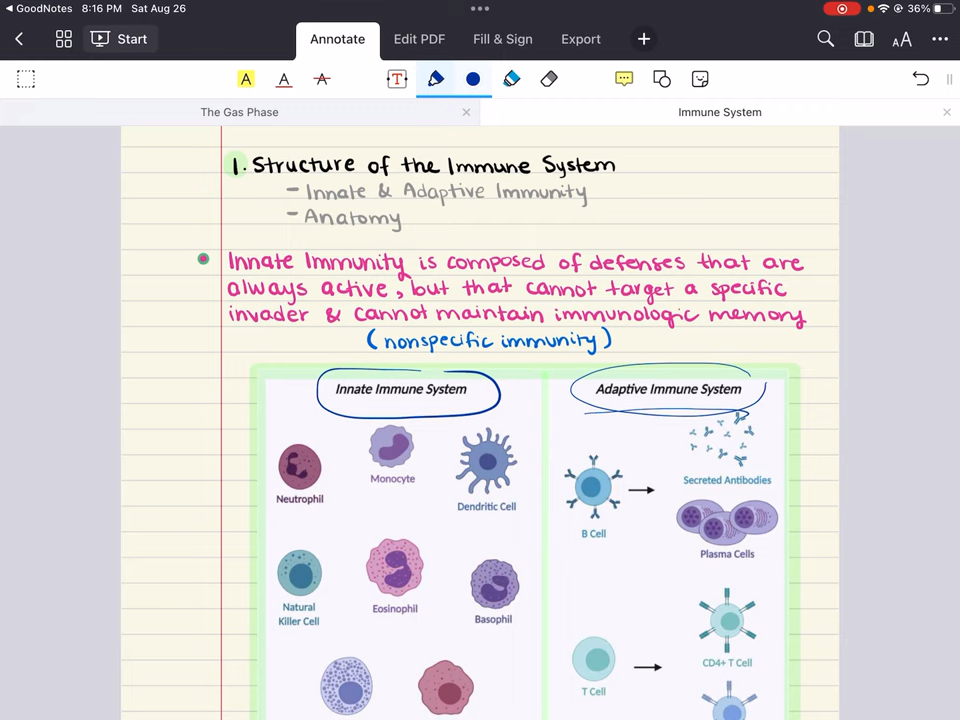 GoodNotes 8:16 PM Sat Aug 26 36%
Start Annotate Edit PDF Fill & Sign Export
A A A T AA
The Gas Phase Immune System
1. Structure of the Immune System
- Innate & Adaptive Immunity
- Anatomy
Innate Immunity is composed of defenses that are
always active, but that cannot target a specific
invader & cannot maintain immunologic memory
(nonspecific immunity)
Innate Immune System
Adaptive Immune System
Neutrophil
Monocyte
Dendritic Cell
B Cell
Secreted Antibodies
Plasma Cells
Natural
Killer Cell
Eosinophil
Basophil
T Cell
CD4+ T Cell